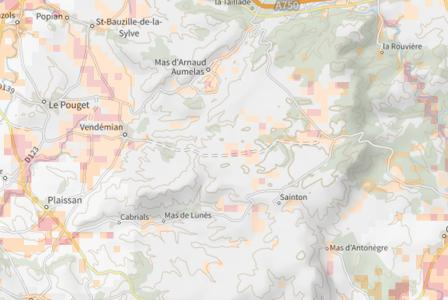 la Taillade
A750
zols
Popian
St-Bauzille-de-la-
Sylve
la Rouvière
Mas d'Arnaud
Aumelas
D139
Le Pouget
Vendémian
D123
Plaissan
Sainton
Cabrials
Mas de Lunès
Mas d'Antonègre